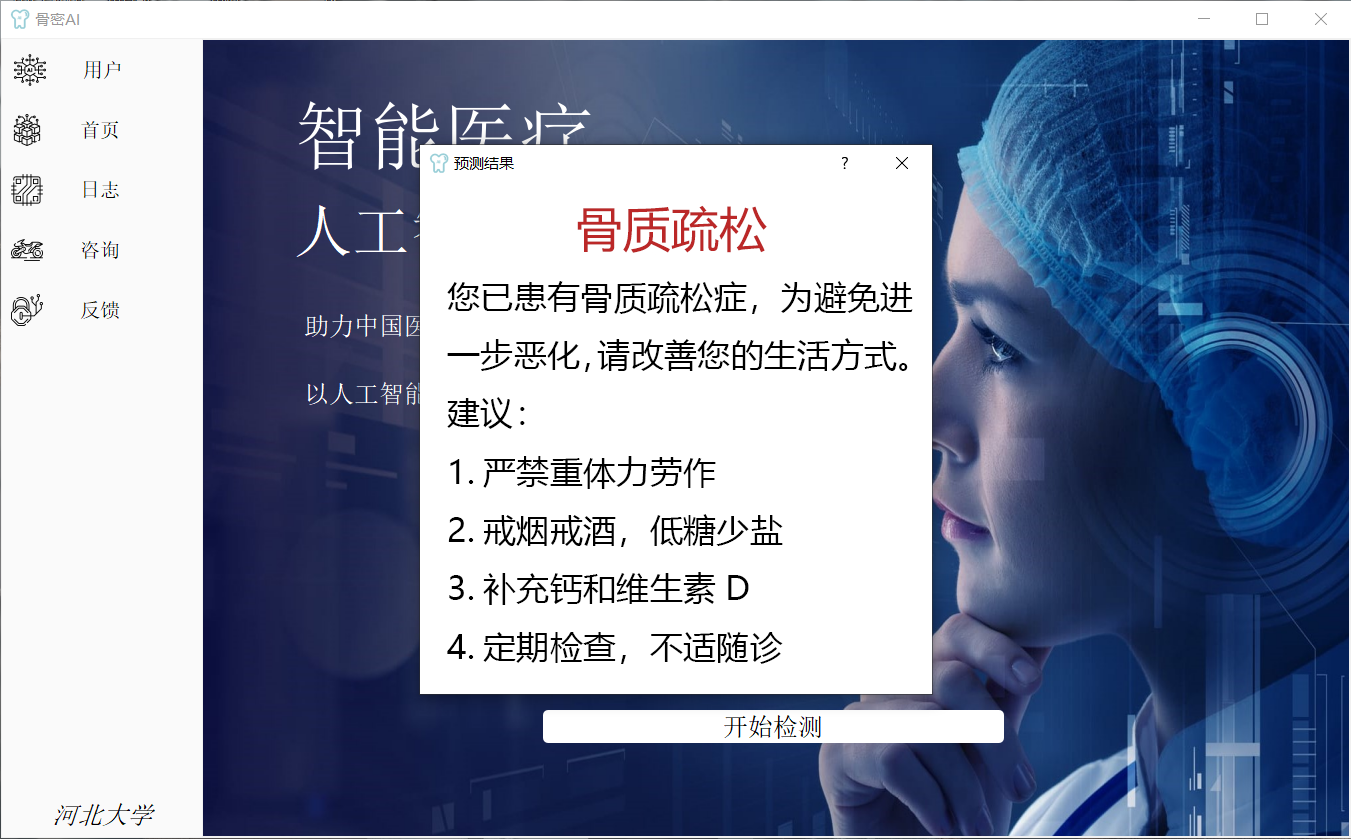 骨密AI
用户
首页
日志
咨询
反馈
河北大学
智能医疗
人工
助力中国医
以人工智能
预测结果
?
骨质疏松
您已患有骨质疏松症，为避免进
一步恶化,请改善您的生活方式。
建议：
1. 严禁重体力劳作
2. 戒烟戒酒，低糖少盐
3. 补充钙和维生素 D
4. 定期检查，不适随诊
开始检测